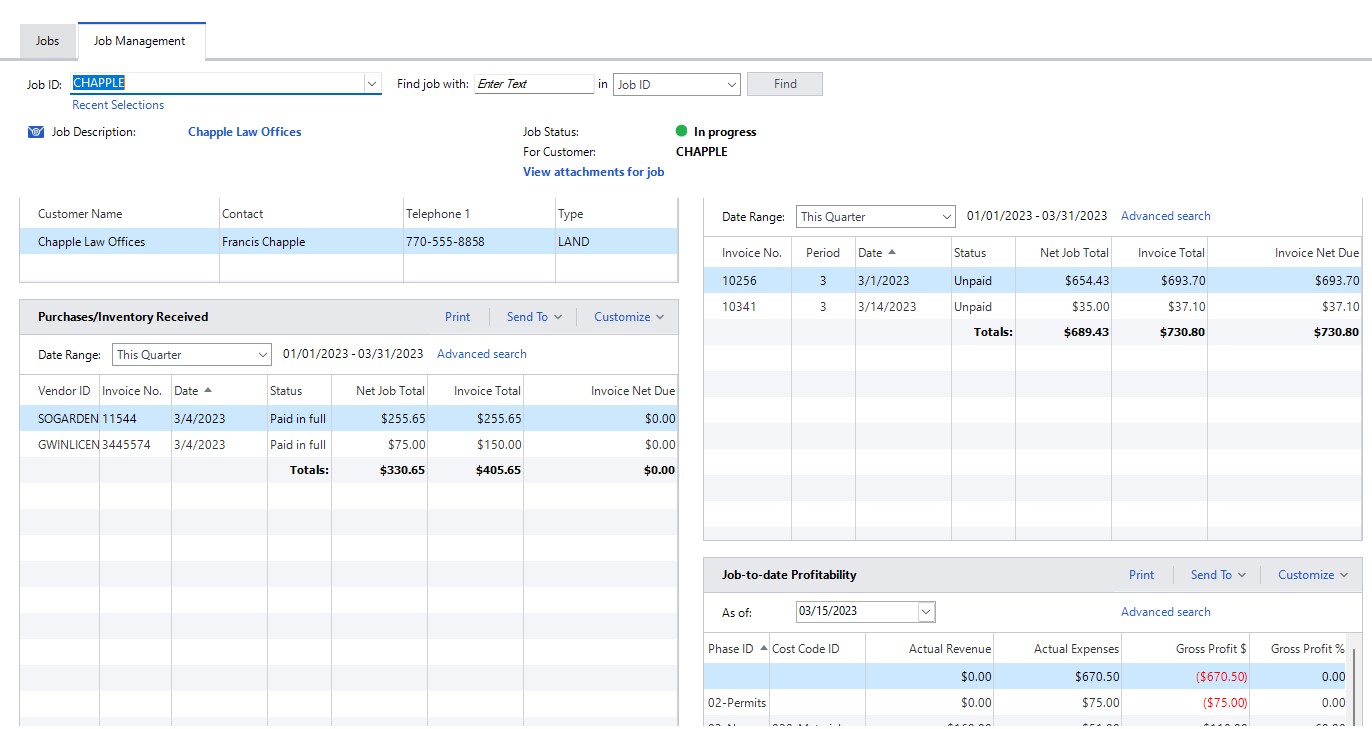 Jobs Job Management
Job ID: CHAPPLE Find job with: Enter Text in Job ID Find
Recent Selections
Job Description: Chapple Law Offices Job Status: In progress
For Customer: CHAPPLE
View attachments for job
Customer Name Contact Telephone 1 Type
Chapple Law Offices Francis Chapple 770-555-8858 LAND
Purchases/Inventory Received Print Send To Customize
Date Range: This Quarter 01/01/2023 - 03/31/2023 Advanced search
Vendor ID Invoice No. Date Status Net Job Total Invoice Total Invoice Net Due
SOGARDEN 11544 3/4/2023 Paid in full $255.65 $255.65 $0.00
GWINLICEN 3445574 3/4/2023 Paid in full $75.00 $150.00 $0.00
Totals: $330.65 $405.65 $0.00
Date Range: This Quarter 01/01/2023 - 03/31/2023 Advanced search
Invoice No. Period Date Status Net Job Total Invoice Total Invoice Net Due
10256 3 3/1/2023 Unpaid $654.43 $693.70 $693.70
10341 3 3/14/2023 Unpaid $35.00 $37.10 $37.10
Totals: $689.43 $730.80 $730.80
Job-to-date Profitability Print Send To Customize
As of: 03/15/2023 Advanced search
Phase ID Cost Code ID Actual Revenue Actual Expenses Gross Profit $ Gross Profit %
$0.00 $670.50 ($670.50) 0.00
02-Permits $0.00 $75.00 ($75.00) 0.00